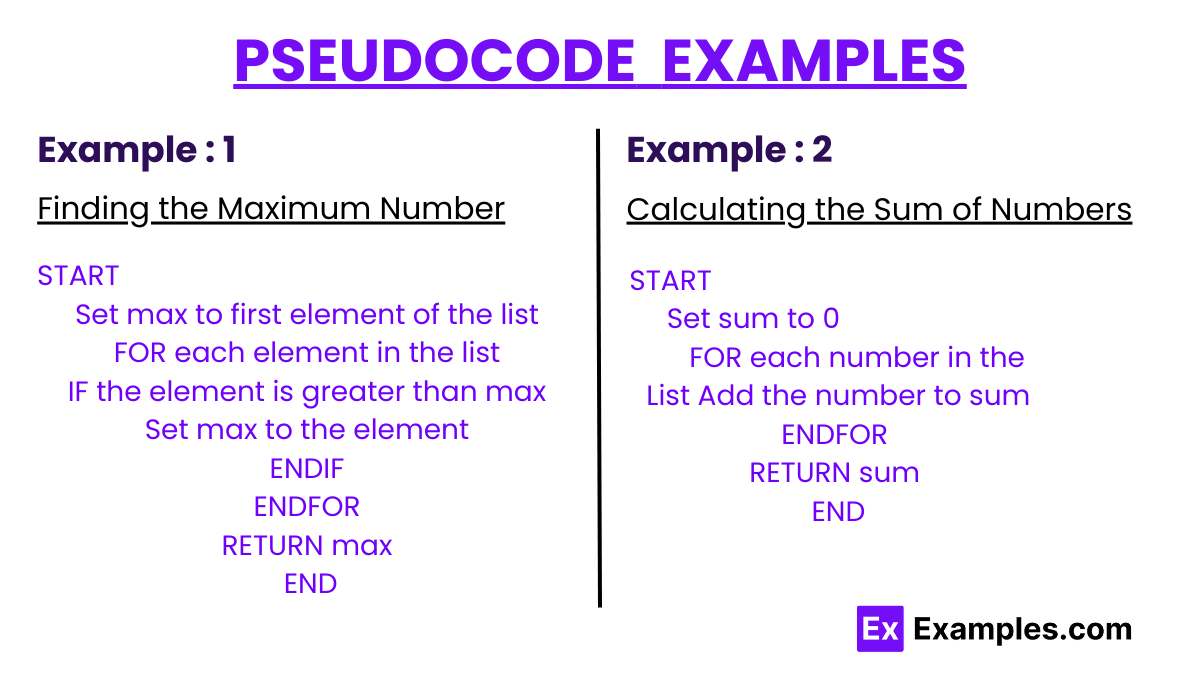 PSEUDOCODE EXAMPLES
Example : 1
Finding the Maximum Number
START
Set max to first element of the list
FOR each element in the list
IF the element is greater than max
Set max to the element
ENDIF
ENDFOR
RETURN max
END
Example : 2
Calculating the Sum of Numbers
START
Set sum to 0
FOR each number in the
List Add the number to sum
ENDFOR
RETURN sum
END
Ex Examples.com